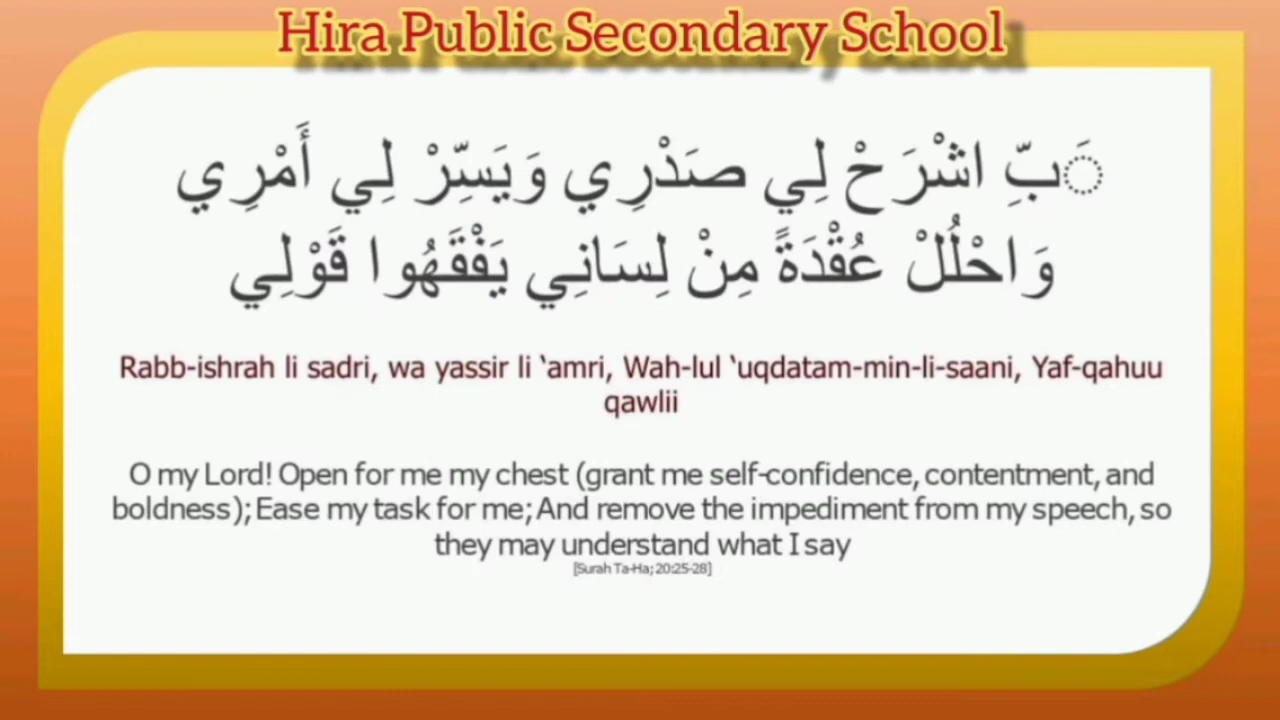 Hira Public Secondary School
◌َبِّ اشْرَحْ لِي صَدْرِي وَيَسِّرْ لِي أَمْرِي
وَاحْلُلْ عُقْدَةً مِنْ لِسَانِي يَفْقَهُوا قَوْلِي
Rabb-ishrah li sadri, wa yassir li ‘amri, Wah-lul ‘uqdatam-min-li-saani, Yaf-qahuu
qawlii
O my Lord! Open for me my chest (grant me self-confidence, contentment, and
boldness); Ease my task for me; And remove the impediment from my speech, so
they may understand what I say
[Surah Ta-Ha; 20:25-28]